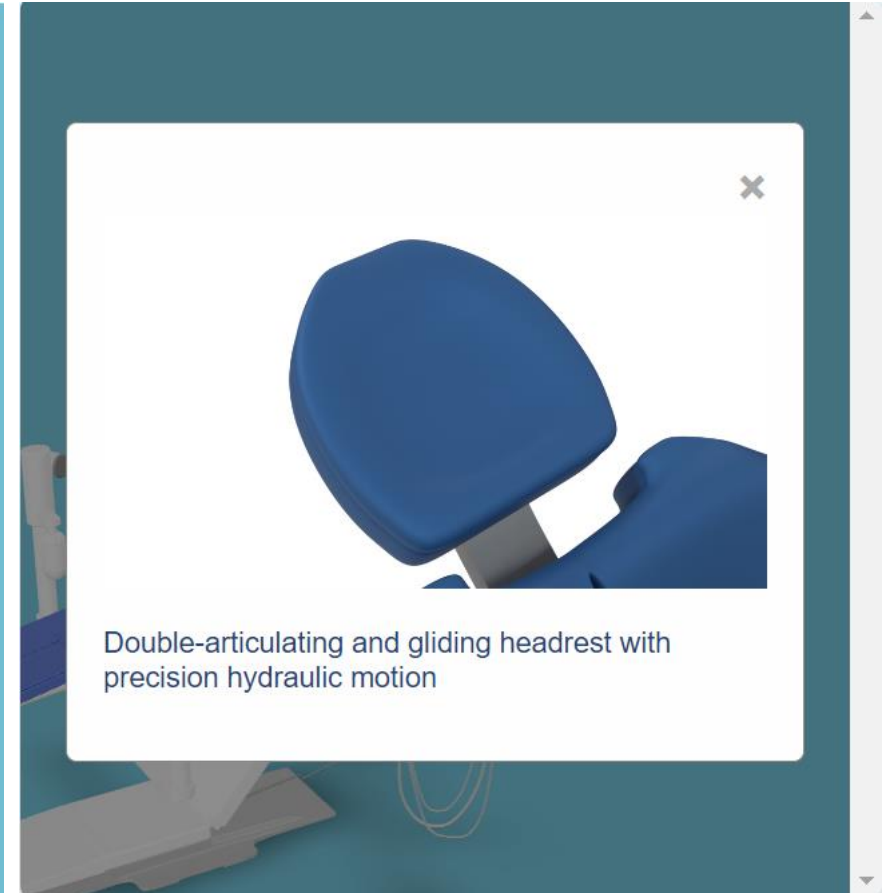 Double-articulating and gliding headrest with
precision hydraulic motion